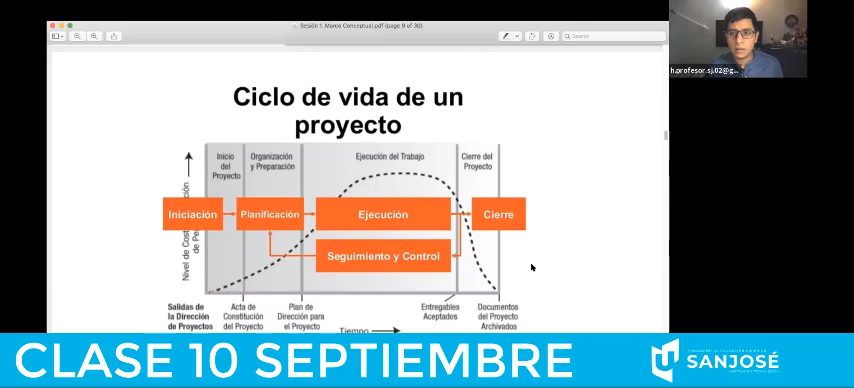 Sesión 1. Marco Conceptual.pdf (page 9 of 30)
Search
h.profesor.sj.02@g...
Ciclo de vida de un
proyecto
Inicio
del
Proyecto
Organización
y Preparación
Ejecución del Trabajo
Cierre del
Proyecto
Nivel de
Iniciación
Planificación
Ejecución
Cierre
Seguimiento y Control
Salidas de
la Dirección
de Proyectos
Acta de
Constitución
del Proyecto
Plan de
Dirección para
el Proyecto
Entregables
Aceptados
Documentos
del Proyecto
Archivados
Tiempo
CLASE 10 SEPTIEMBRE
SANJOSÉ